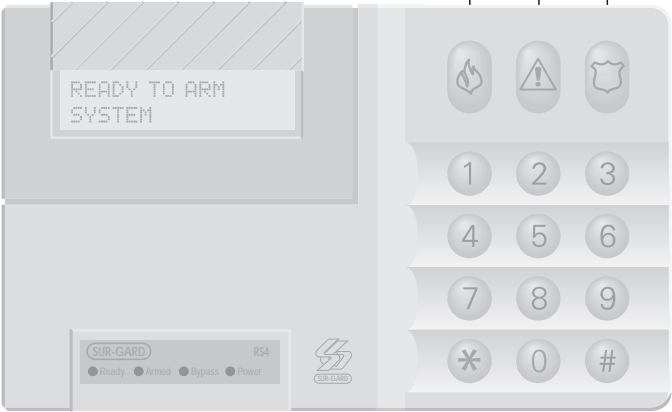 READY TO ARM
SYSTEM
1 2 3
4 5 6
7 8 9
* 0 #
SUR-GARD RS4
Ready Armed Bypass Power
SUR-GARD